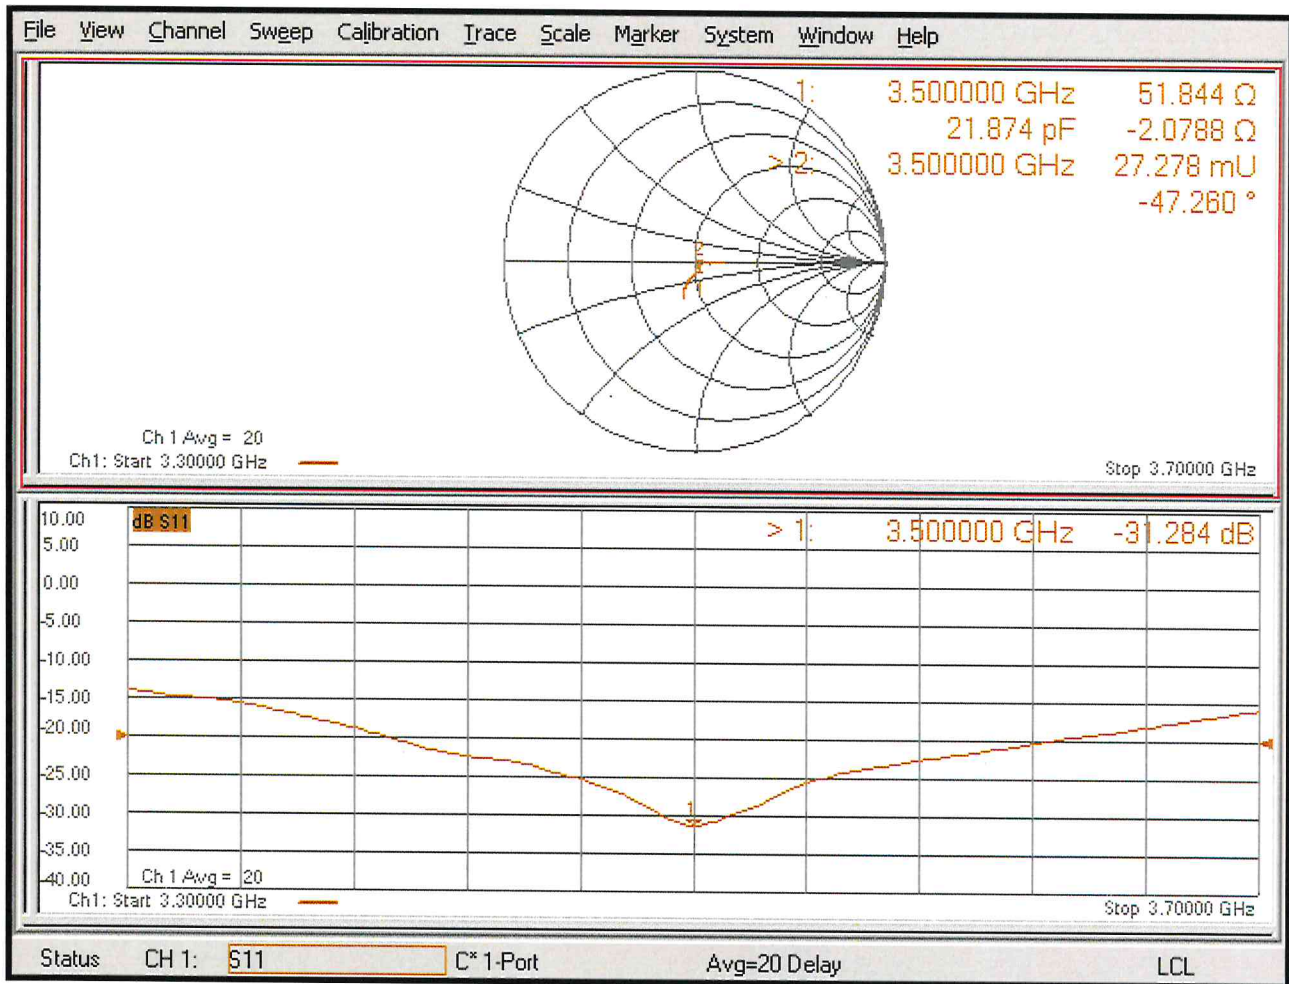 File View Channel Sweep Calibration Trace Scale Marker System Window Help
1: 3.500000 GHz 51.844 Ω
21.874 pF -2.0788 Ω
> 2: 3.500000 GHz 27.278 mU
-47.260 °
2
1
Ch 1 Avg = 20
Ch1: Start 3.30000 GHz
Stop 3.70000 GHz
10.00
dB S11
> 1: 3.500000 GHz -31.284 dB
5.00
0.00
-5.00
-10.00
-15.00
-20.00
-25.00
-30.00
1
-35.00
-40.00
Ch 1 Avg = 20
Ch1: Start 3.30000 GHz
Stop 3.70000 GHz
Status CH 1: S11 C* 1-Port Avg=20 Delay LCL